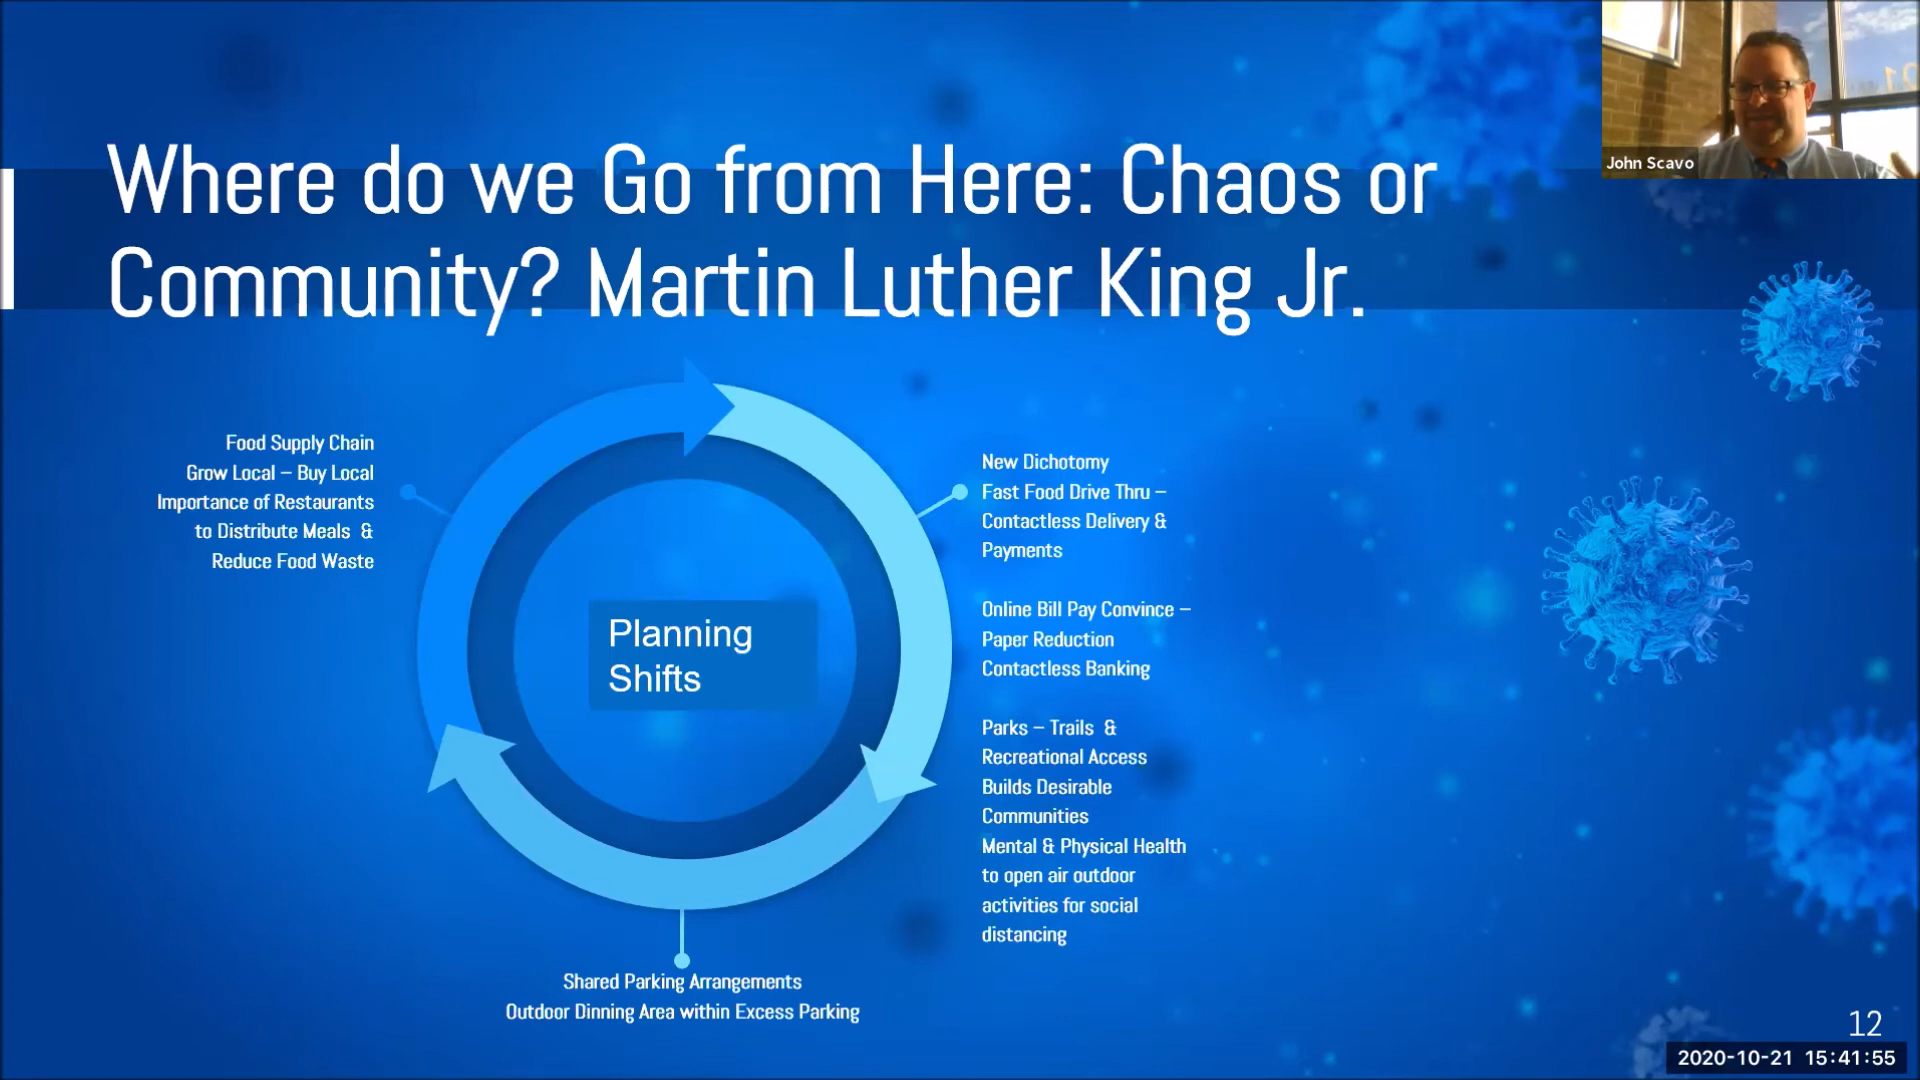 Where do we Go from Here: Chaos or
Community? Martin Luther King Jr.
John Scavo
Food Supply Chain
Grow Local – Buy Local
Importance of Restaurants
to Distribute Meals &
Reduce Food Waste
Planning
Shifts
New Dichotomy
Fast Food Drive Thru –
Contactless Delivery &
Payments
Online Bill Pay Convince –
Paper Reduction
Contactless Banking
Parks – Trails &
Recreational Access
Builds Desirable
Communities
Mental & Physical Health
to open air outdoor
activities for social
distancing
Shared Parking Arrangements
Outdoor Dinning Area within Excess Parking
12
2020-10-21 15:41:55